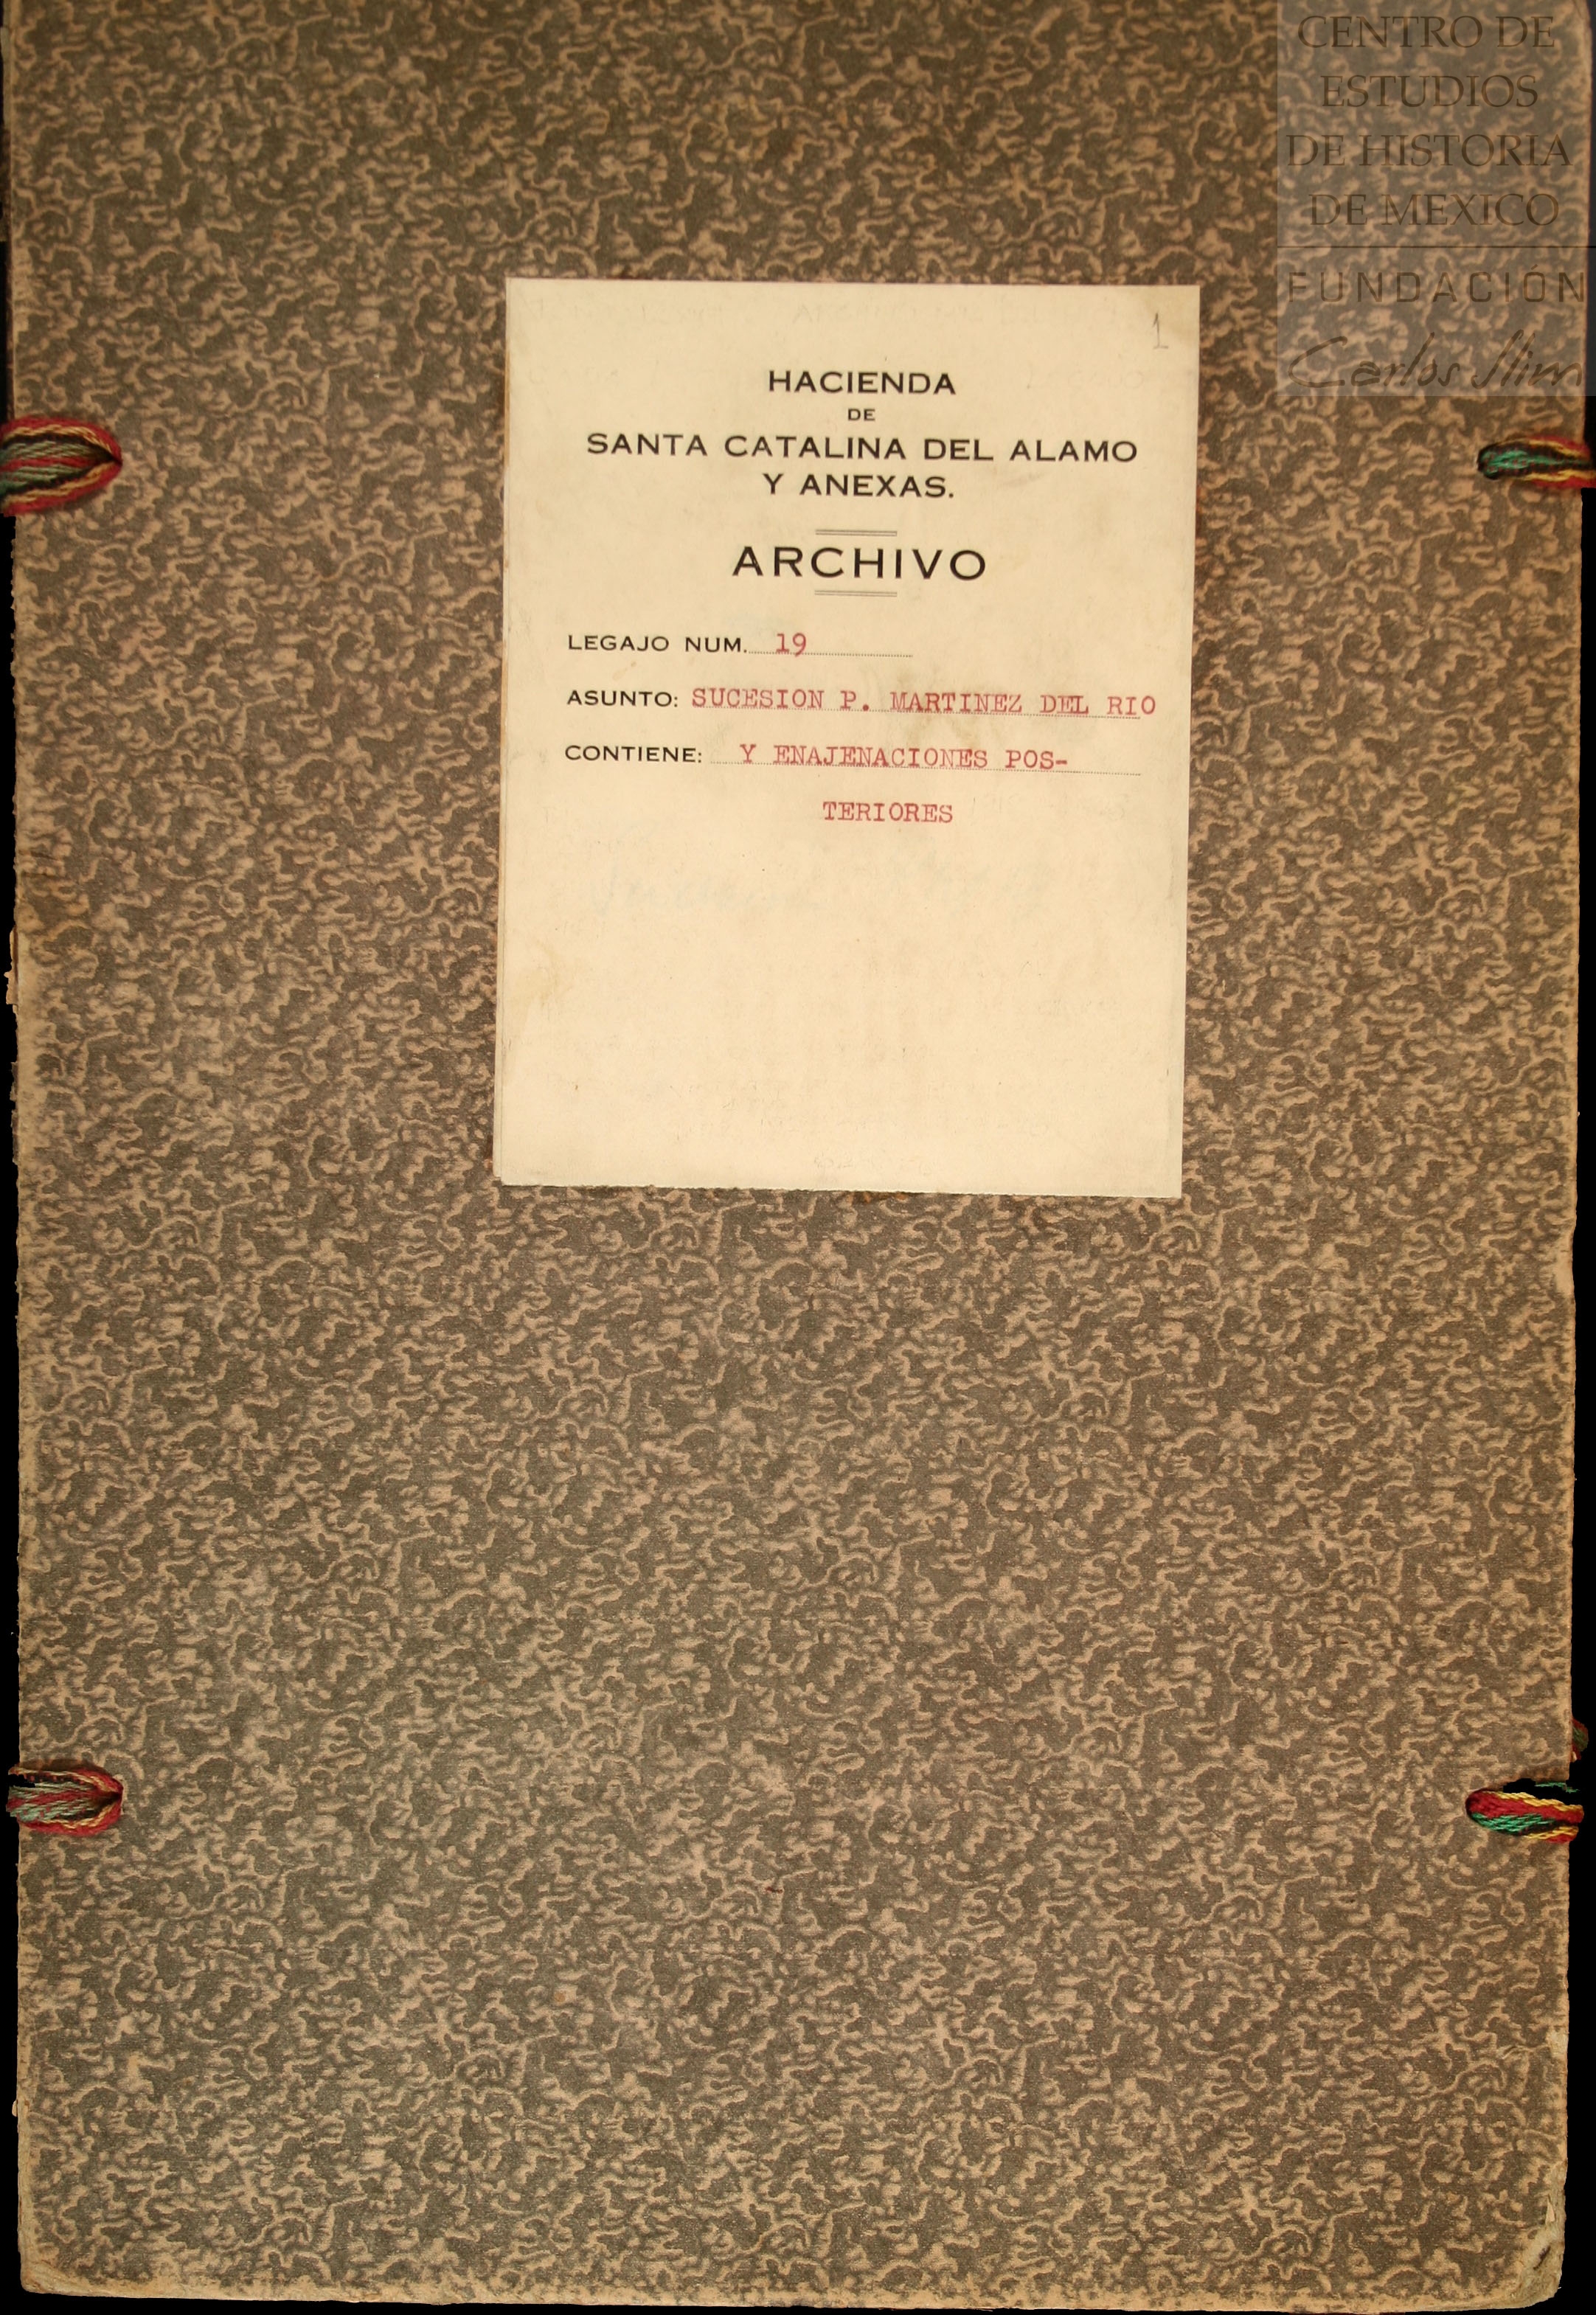 CENTRO DE
ESTUDIOS
DE HISTORIA
DE MEXICO
FUNDACIÓN
Carlos Slim
1
HACIENDA
DE
SANTA CATALINA DEL ALAMO
Y ANEXAS.
ARCHIVO
LEGAJO NUM. 19
ASUNTO: SUCESION P. MARTINEZ DEL RIO
CONTIENE: Y ENAJENACIONES POS-
TERIORES